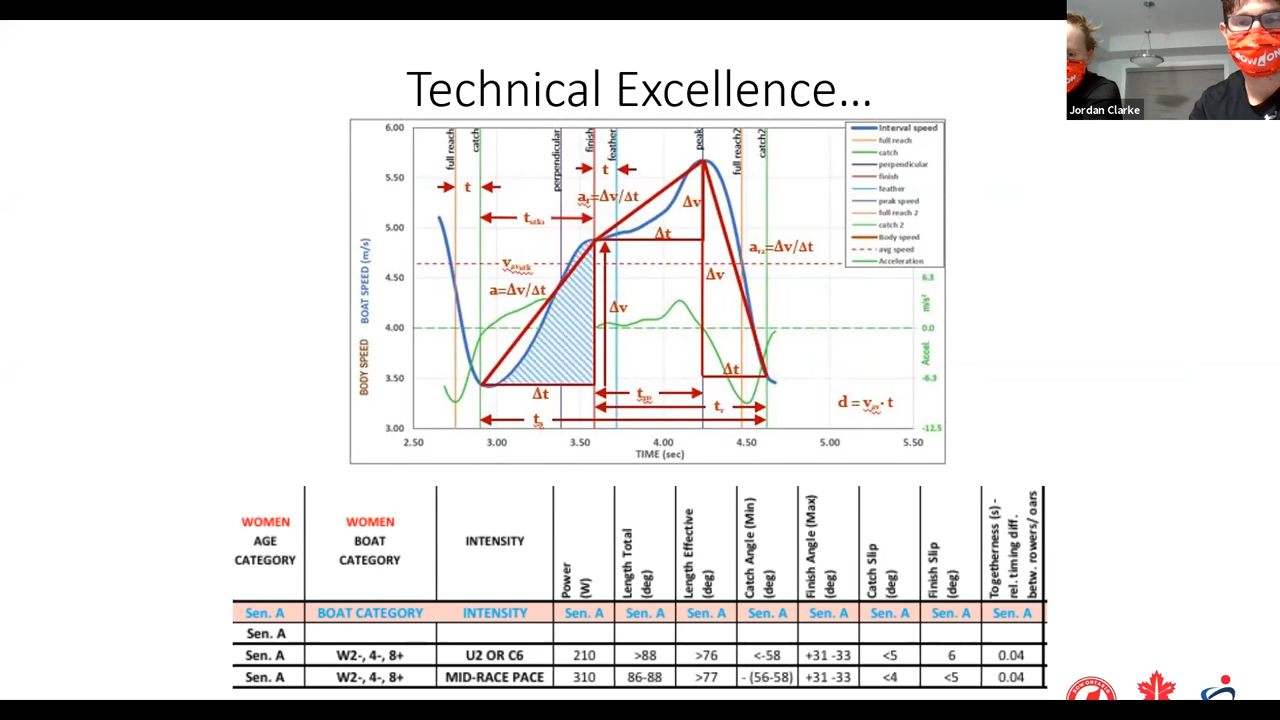 Technical Excellence...
ROW ON
Jordan Clarke
BOAT SPEED (m/s)
BODY SPEED
6.00
5.50
5.00
4.50
4.00
3.50
3.00
2.50
3.00
3.50
4.00
4.50
5.00
5.50
TIME (sec)
full reach
catch
perpendicular
finish
feather
peak
full reach2
catch2
t
t
a=Δv/Δt
Δv
Δt
Δv
Δt
Δv
Δt
d = v · t
Interval speed
full reach
catch
perpendicular
finish
feather
peak speed
full reach 2
catch 2
Body speed
avg speed
Acceleration
6.3
0.0
-6.3
-12.5
Accel.
WOMEN AGE CATEGORY
WOMEN BOAT CATEGORY
INTENSITY
Power (W)
Length Total (deg)
Length Effective (deg)
Catch Angle (Min) (deg)
Finish Angle (Max) (deg)
Catch Slip (deg)
Finish Slip (deg)
Togetherness (s) - rel. timing diff. betw. rowers/ oars
Sen. A BOAT CATEGORY INTENSITY Sen. A Sen. A Sen. A Sen. A Sen. A Sen. A Sen. A Sen. A
Sen. A
Sen. A W2-, 4-, 8+ U2 OR C6 210 >88 >76 <-58 +31 -33 <5 6 0.04
Sen. A W2-, 4-, 8+ MID-RACE PACE 310 86-88 >77 - (56-58) +31 -33 <4 <5 0.04
ROW ONTARIO